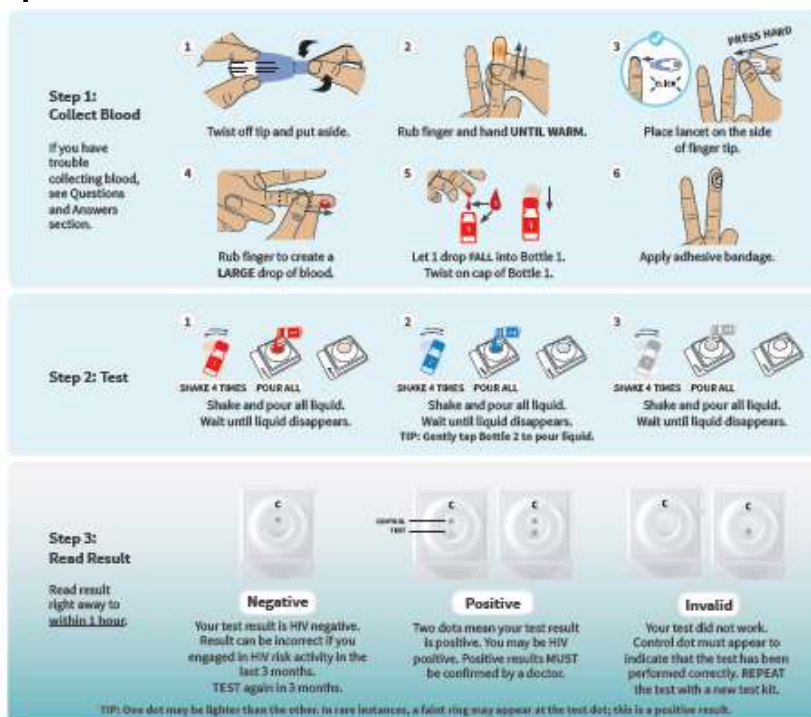 Step 1:
Collect Blood
If you have
trouble
collecting blood,
see Questions
and Answers
section.
1
Twist off tip and put aside.
2
Rub finger and hand UNTIL WARM.
3
PRESS HARD
CLICK
Place lancet on the side
of finger tip.
4
Rub finger to create a
LARGE drop of blood.
5
1
1
Let 1 drop FALL into Bottle 1.
Twist on cap of Bottle 1.
6
Apply adhesive bandage.
Step 2: Test
1
SHAKE 4 TIMES POUR ALL
Shake and pour all liquid.
Wait until liquid disappears.
2
SHAKE 4 TIMES POUR ALL
Shake and pour all liquid.
Wait until liquid disappears.
TIP: Gently tap Bottle 2 to pour liquid.
3
SHAKE 4 TIMES POUR ALL
Shake and pour all liquid.
Wait until liquid disappears.
Step 3:
Read Result
Read result
right away to
within 1 hour.
C
Negative
Your test result is HIV negative.
Result can be incorrect if you
engaged in HIV risk activity in the
last 3 months.
TEST again in 3 months.
CONTROL
TEST
C
C
Positive
Two dots mean your test result
is positive. You may be HIV
positive. Positive results MUST
be confirmed by a doctor.
C
C
Invalid
Your test did not work.
Control dot must appear to
indicate that the test has been
performed correctly. REPEAT
the test with a new test kit.
TIP: One dot may be lighter than the other. In rare instances, a faint ring may appear at the test dot; this is a positive result.